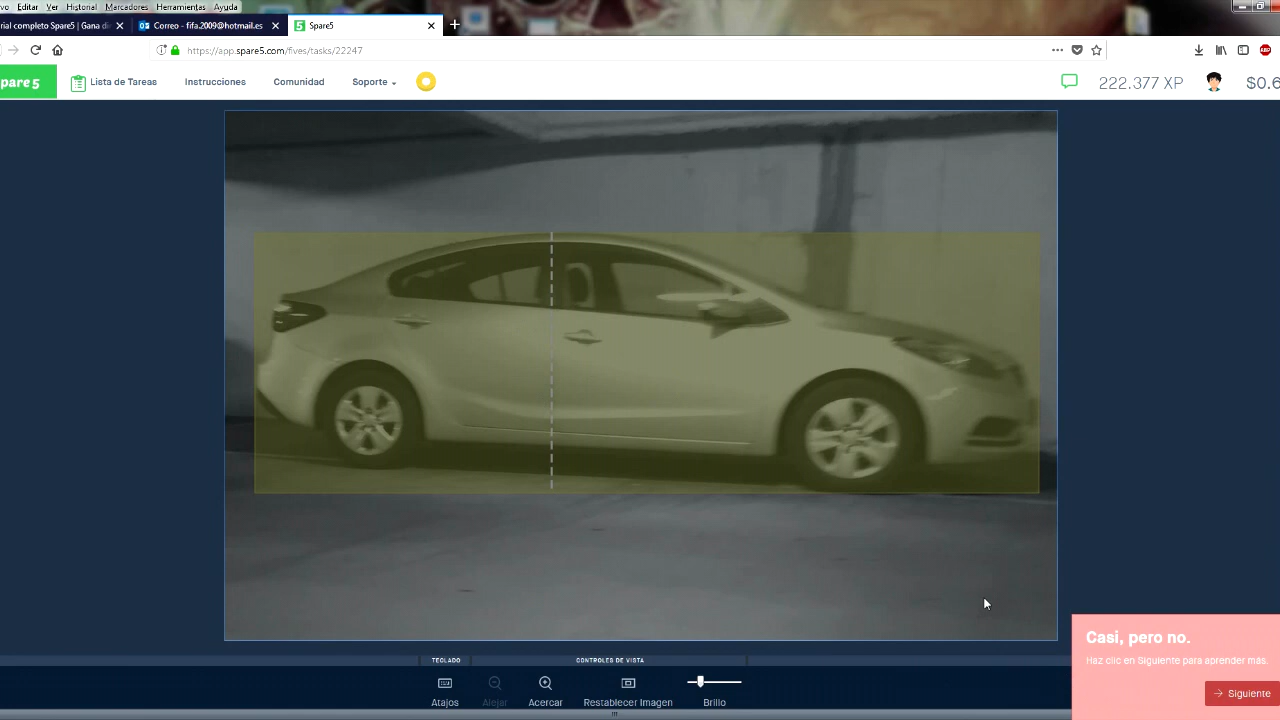 vo Editar Ver Historial Marcadores Herramientas Ayuda
rial completo Spare5 | Gana di
Correo - fifa.2009@hotmail.es
Spare5
https://app.spare5.com/fives/tasks/22247
pare5
Lista de Tareas
Instrucciones
Comunidad
Soporte
222.377 XP
$0.6
Casi, pero no.
Haz clic en Siguiente para aprender más.
Siguiente
TECLADO
CONTROLES DE VISTA
Atajos
Alejar
Acercar
Restablecer Imagen
Brillo